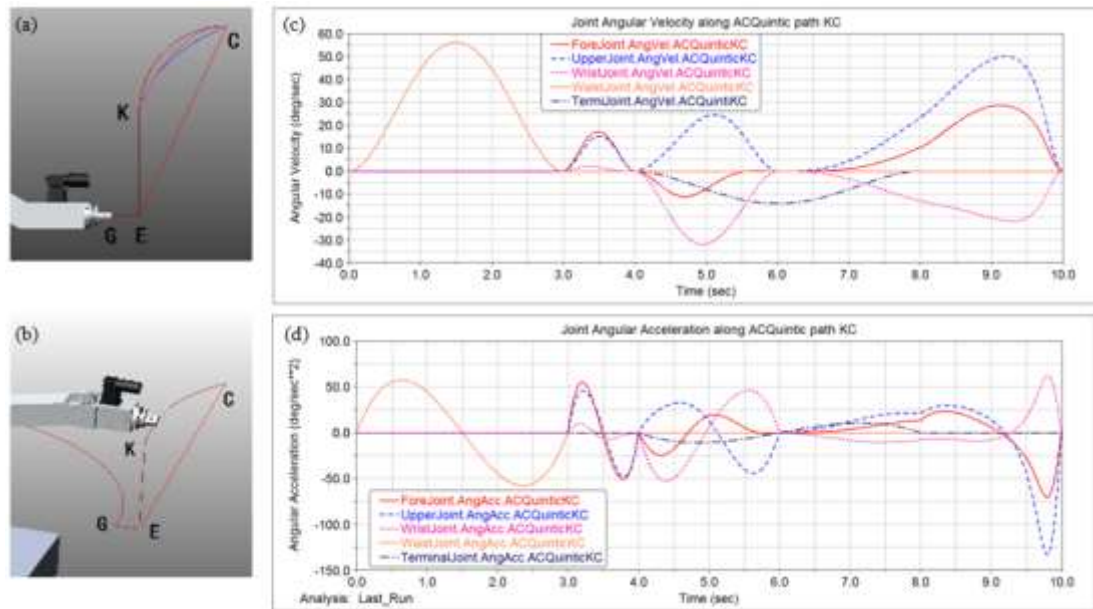 (a)
C
K
G
E
(b)
C
K
G
E
(c)
Joint Angular Velocity along ACQuintic path KC
60.0
50.0
40.0
30.0
20.0
10.0
0.0
-10.0
-20.0
-30.0
-40.0
Angular Velocity (deg/sec)
ForeJoint AngVel ACQuinticKC
UpperJoint AngVel ACQuinticKC
WristJoint AngVel ACQuinticKC
WaistJoint AngVel ACQuinticKC
TermJoint AngVel ACQuintiKC
0.0 1.0 2.0 3.0 4.0 5.0 6.0 7.0 8.0 9.0 10.0
Time (sec)
(d)
Joint Angular Acceleration along ACQuintic path KC
100.0
50.0
0.0
-50.0
-100.0
-150.0
Angular Acceleration (deg/sec**2)
ForeJoint AngAcc ACQuinticKC
UpperJoint AngAcc ACQuinticKC
WristJoint AngAcc ACQuinticKC
WaistJoint AngAcc ACQuinticKC
TerminalJoint AngAcc ACQuinticKC
0.0 1.0 2.0 3.0 4.0 5.0 6.0 7.0 8.0 9.0 10.0
Analysis: Last_Run
Time (sec)